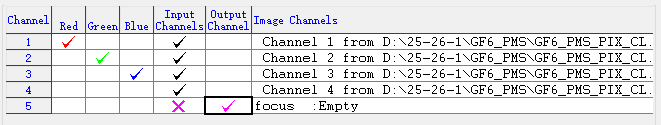 Channel Red Green Blue Input Channels Output Channel Image Channels
1 Channel 1 from D:\25-26-1\GF6_PMS\GF6_PMS_PIX_CL.
2 Channel 2 from D:\25-26-1\GF6_PMS\GF6_PMS_PIX_CL.
3 Channel 3 from D:\25-26-1\GF6_PMS\GF6_PMS_PIX_CL.
4 Channel 4 from D:\25-26-1\GF6_PMS\GF6_PMS_PIX_CL.
5 focus :Empty